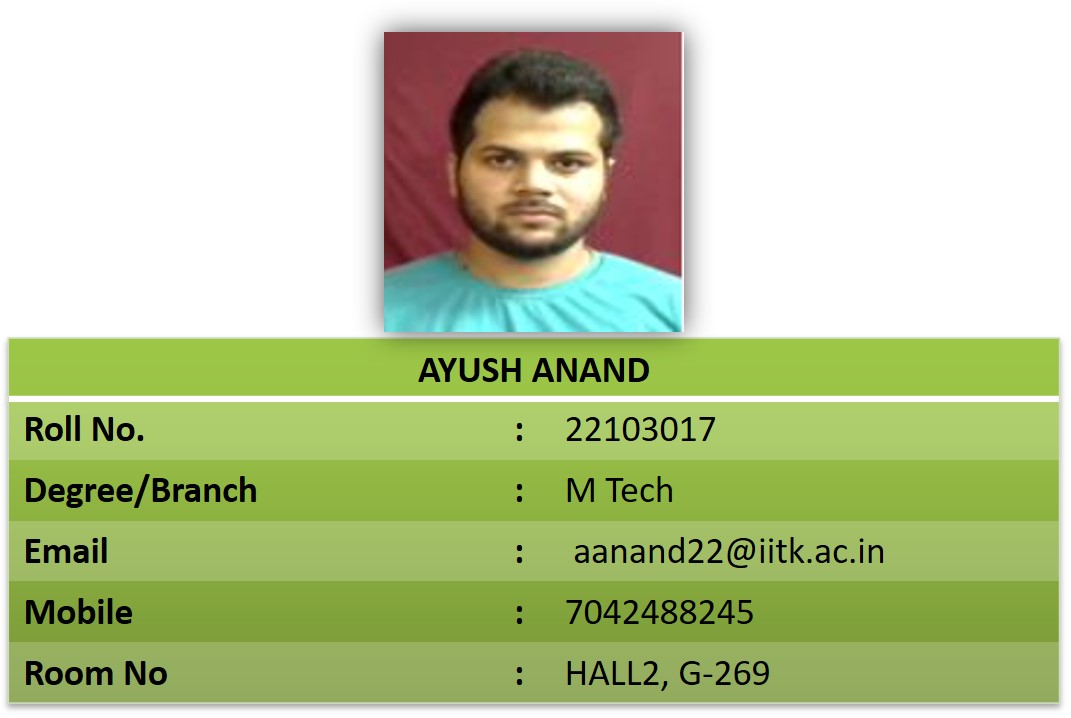 AYUSH ANAND
Roll No. : 22103017
Degree/Branch : M Tech
Email : aanand22@iitk.ac.in
Mobile : 7042488245
Room No : HALL2, G-269